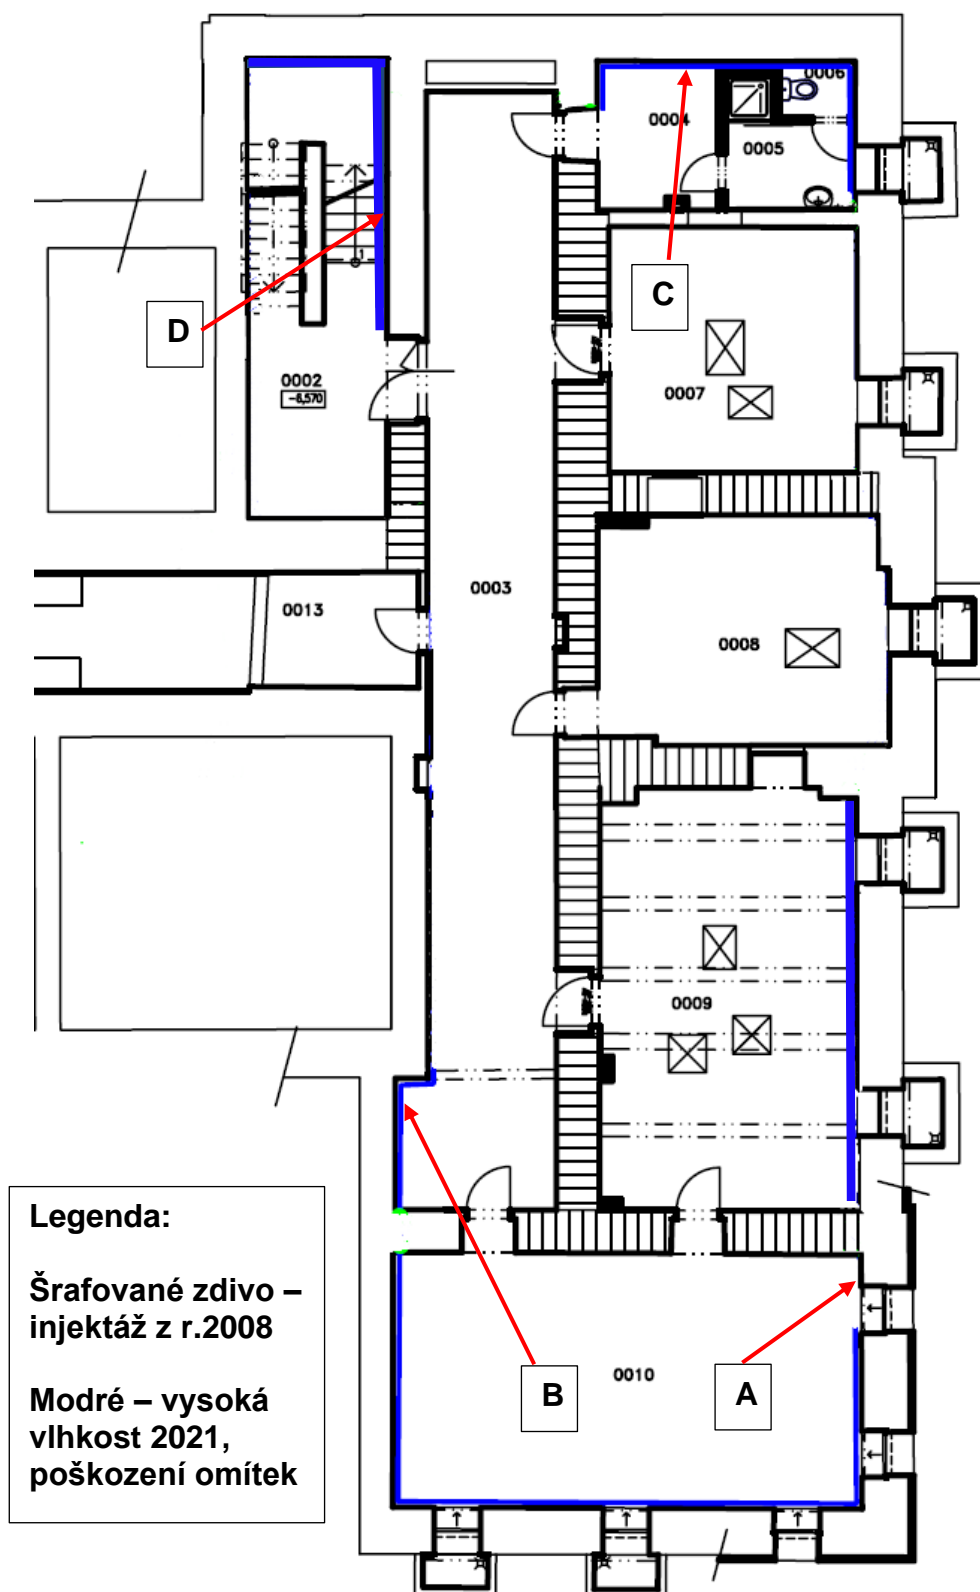 0006
0004
0005
1
C
D
0002
-6,570
0007
0003
0013
0008
0009
Legenda:
Šrafované zdivo –
injektáž z r.2008
Modré – vysoká
vlhkost 2021,
poškození omítek
0010
B
A